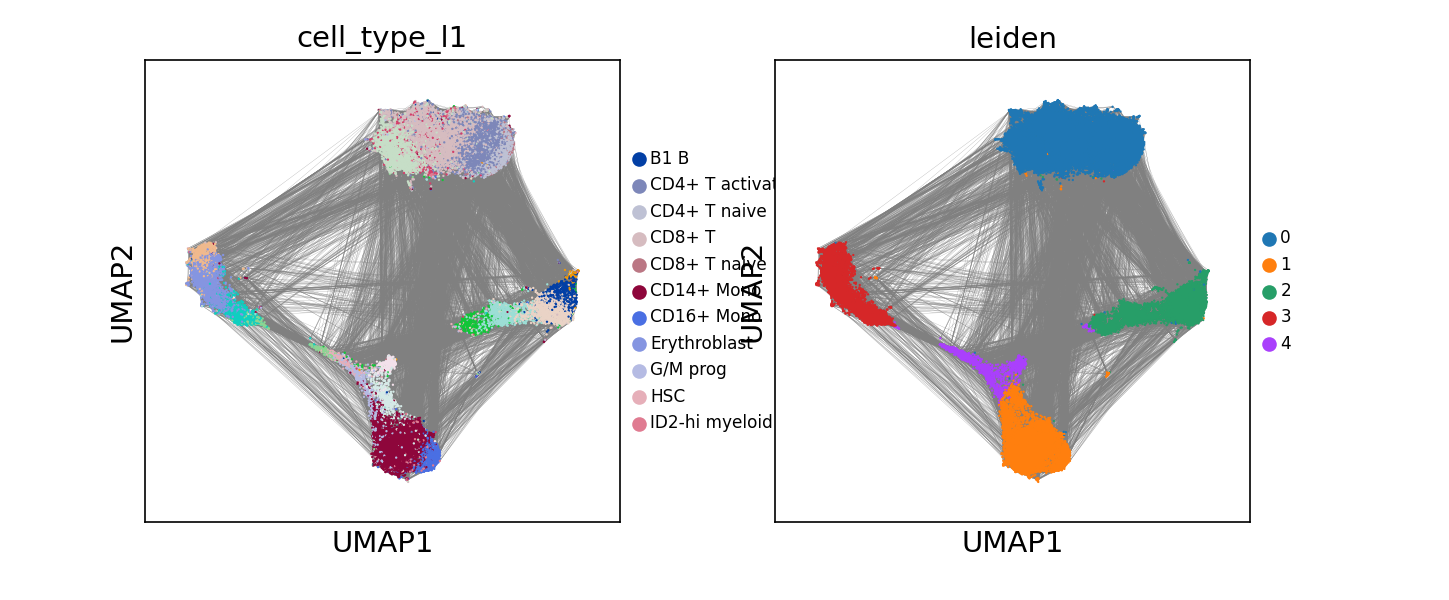 cell_type_l1
leiden
UMAP2
B1 B
CD4+ T activat
CD4+ T naive
CD8+ T
CD8+ T naive
CD14+ Mono
CD16+ Mono
Erythroblast
G/M prog
HSC
ID2-hi myeloid
UMAP1
UMAP2
0
1
2
3
4
UMAP1